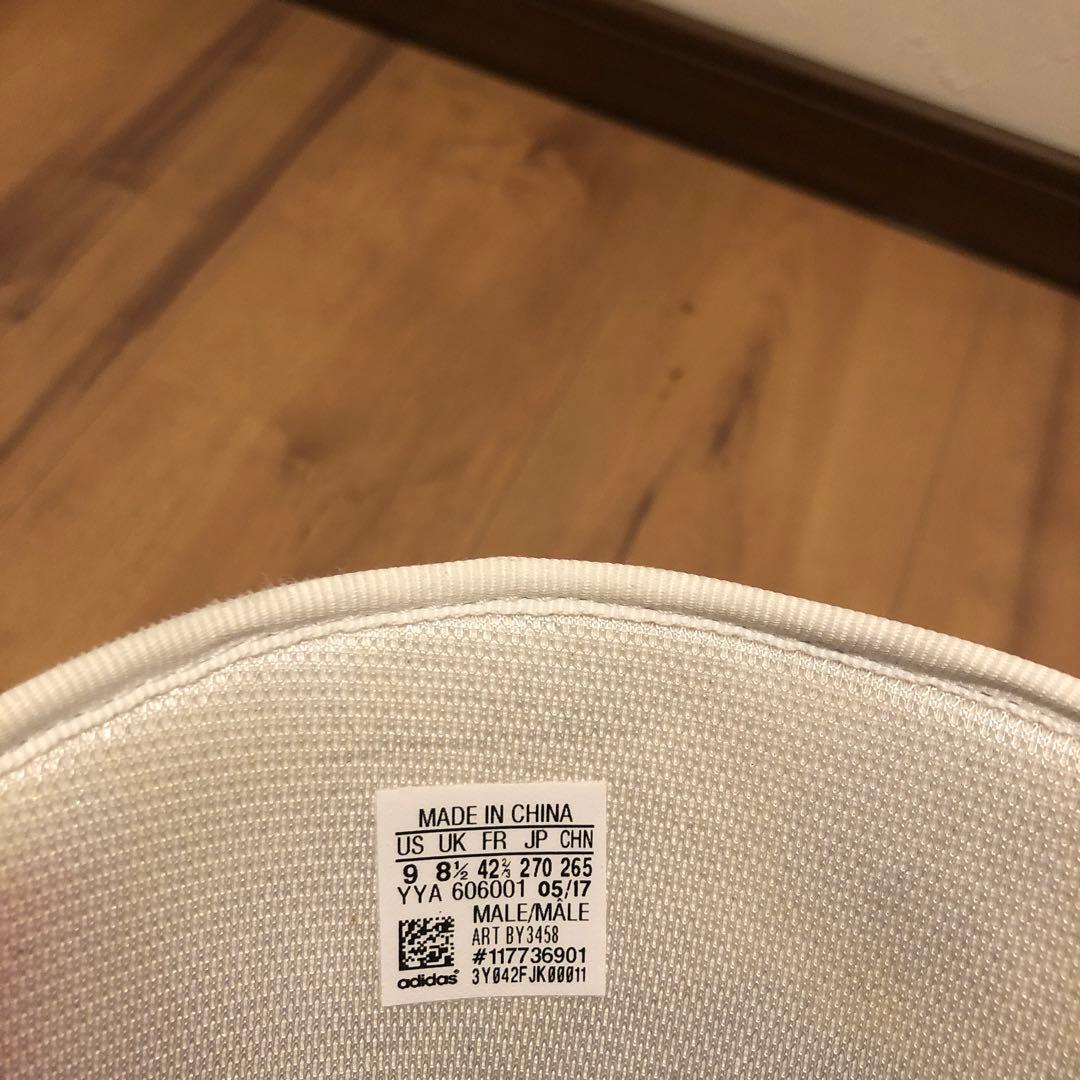 MADE IN CHINA
US UK FR JP CHN
9 8½ 42⅔ 270 265
YYA 606001 05/17
MALE/MÂLE
ART BY3458
#117736901
adidas® 3Y042FJK00011